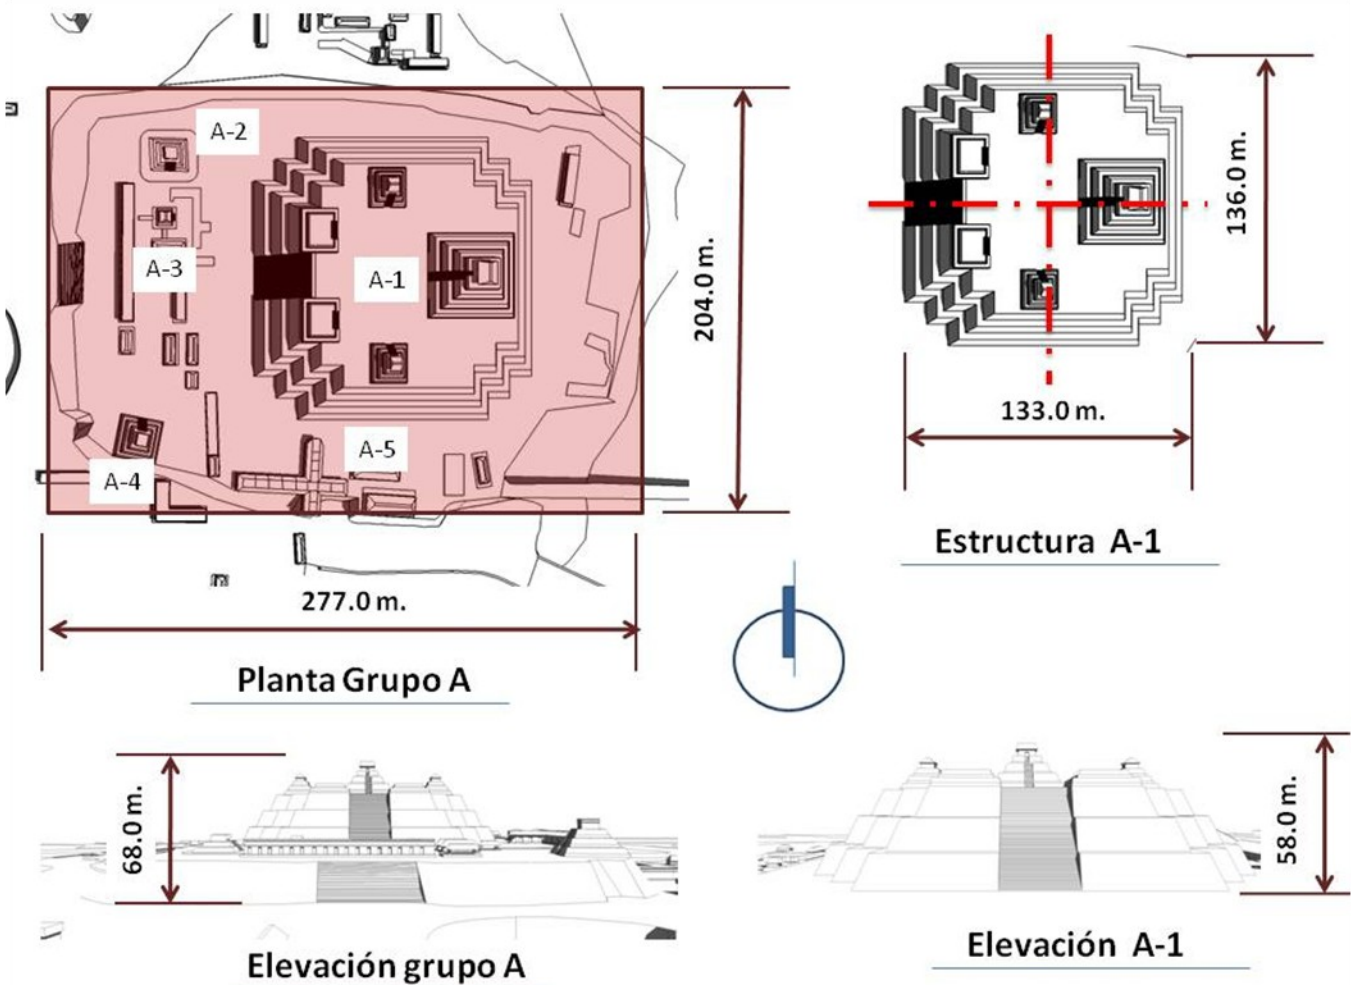 A-2
A-3
A-1
A-4
A-5
204.0 m.
277.0 m.
Planta Grupo A
136.0 m.
133.0 m.
Estructura A-1
68.0 m.
Elevación grupo A
58.0 m.
Elevación A-1